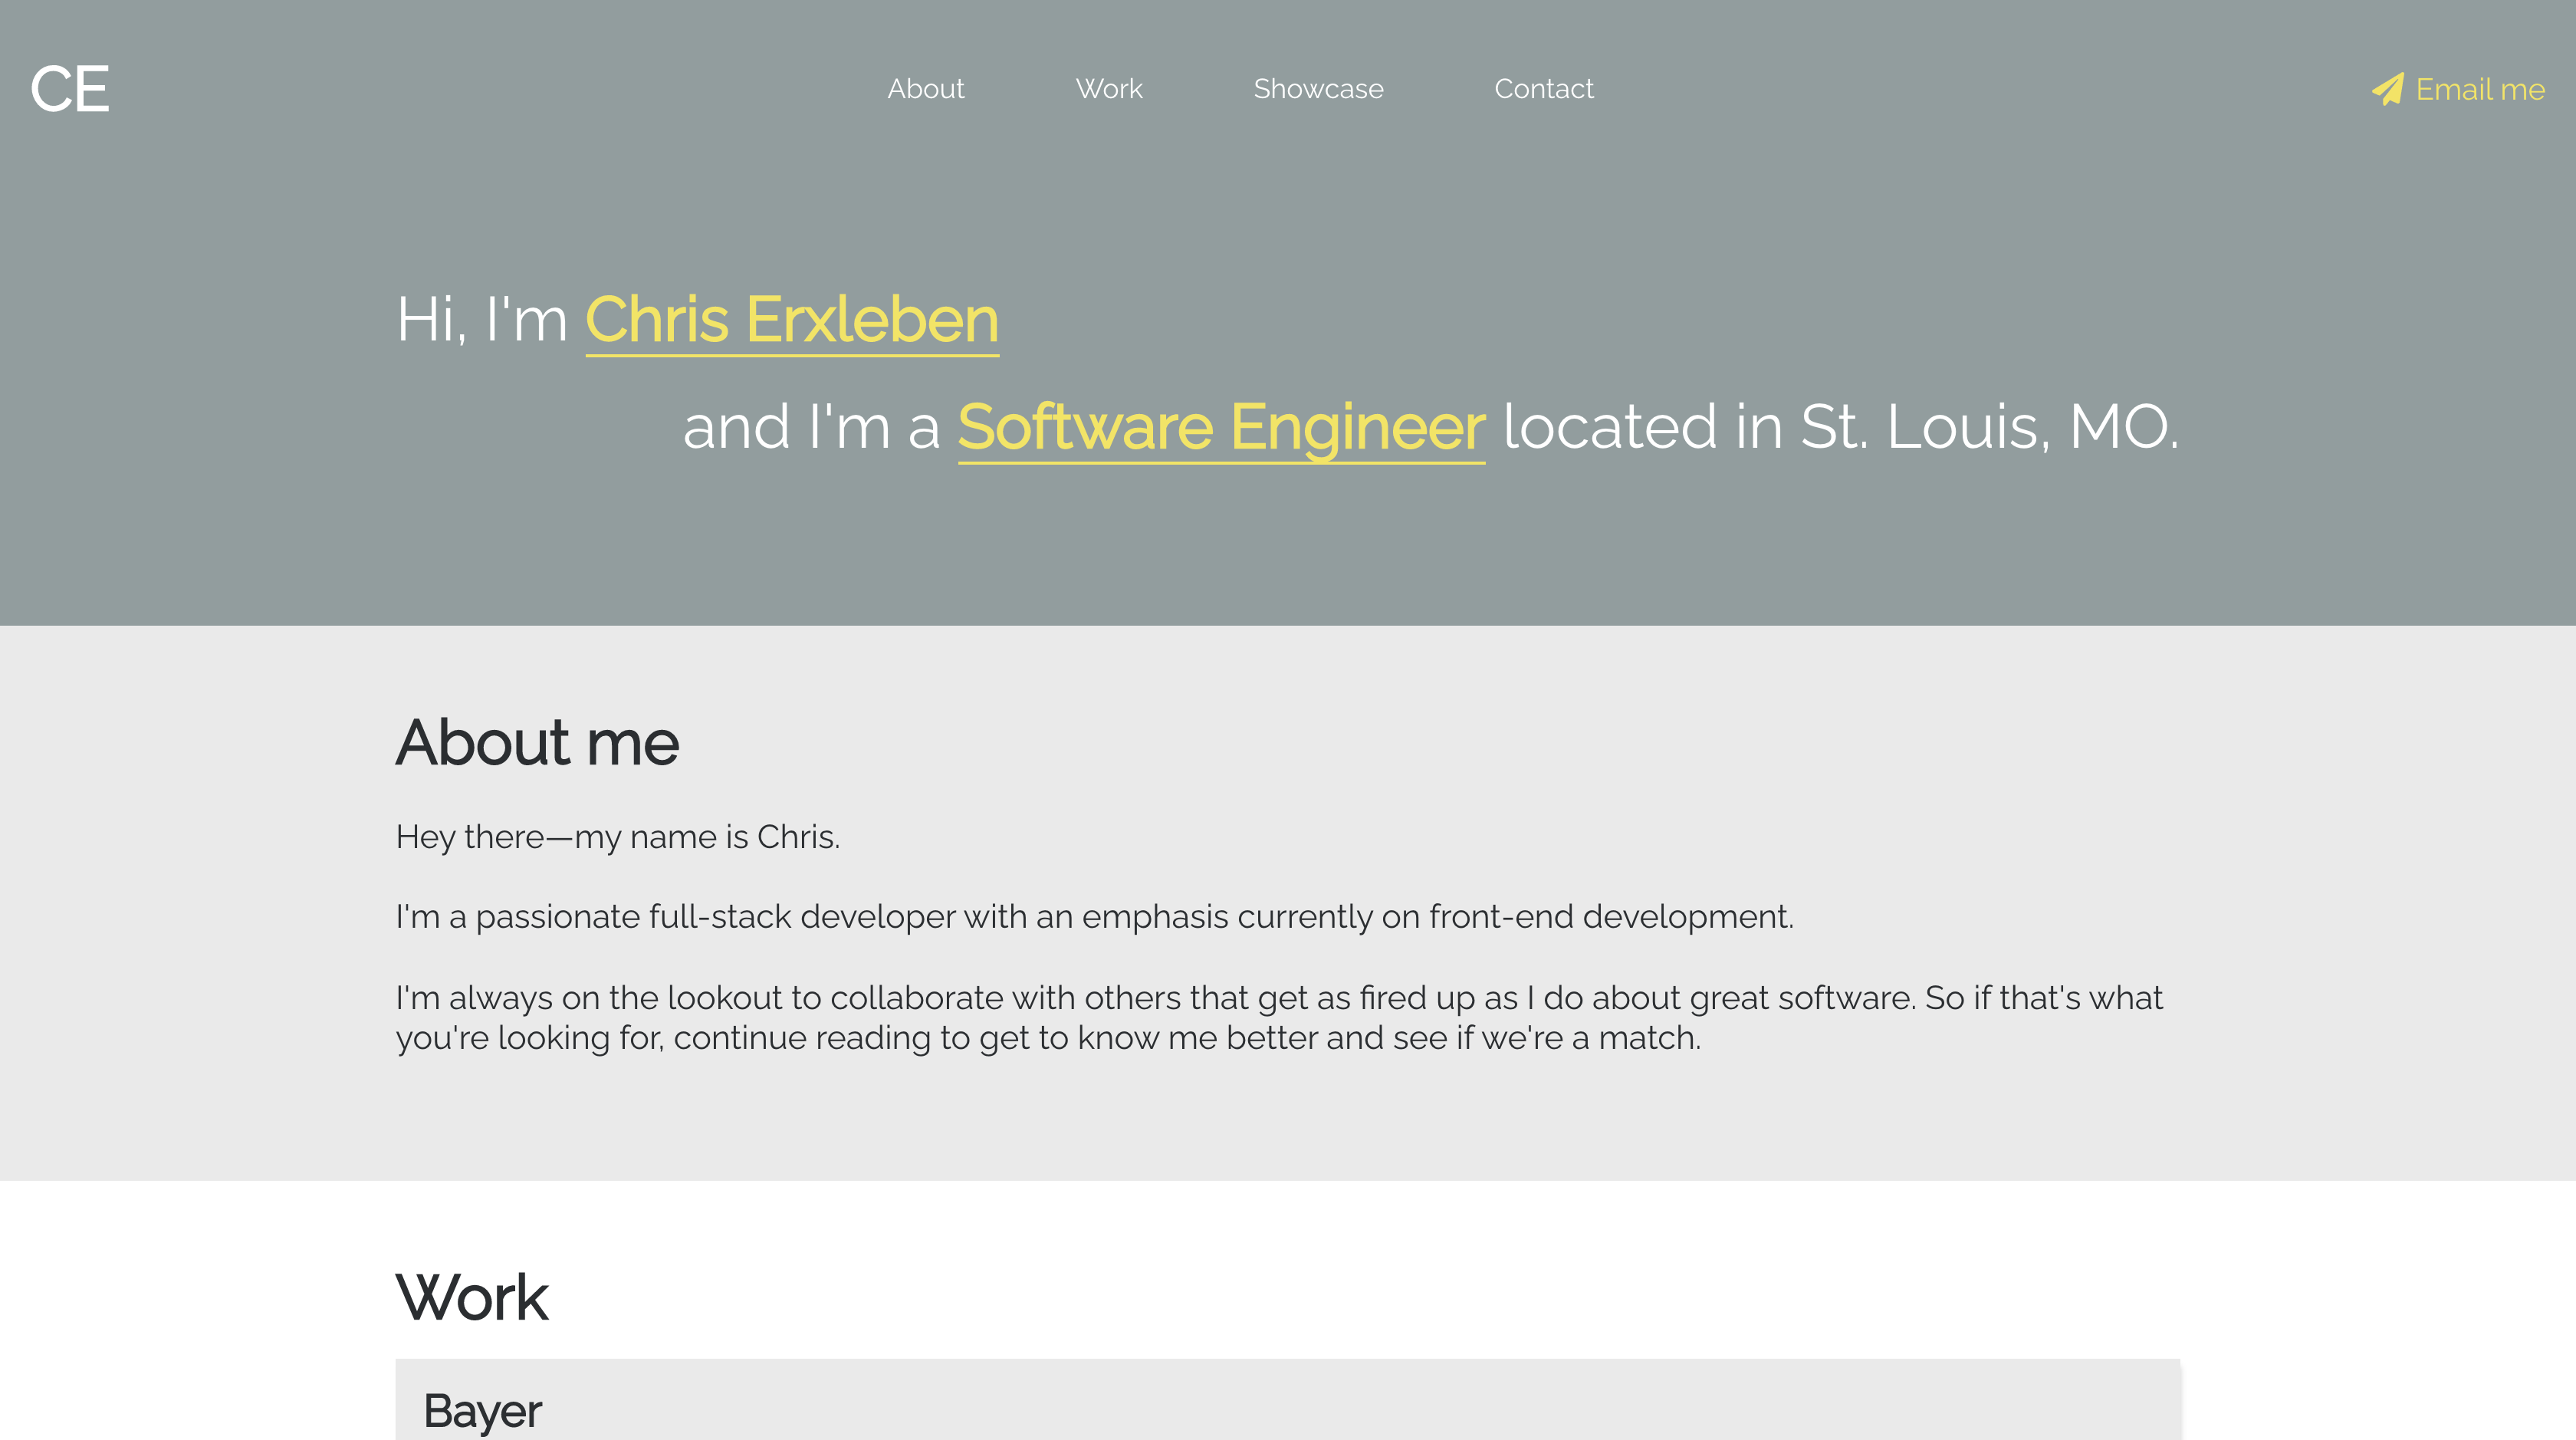 CE
About
Work
Showcase
Contact
Email me
Hi, I'm Chris Erxleben
and I'm a Software Engineer located in St. Louis, MO.
About me
Hey there—my name is Chris.
I'm a passionate full-stack developer with an emphasis currently on front-end development.
I'm always on the lookout to collaborate with others that get as fired up as I do about great software. So if that's what
you're looking for, continue reading to get to know me better and see if we're a match.
Work
Bayer